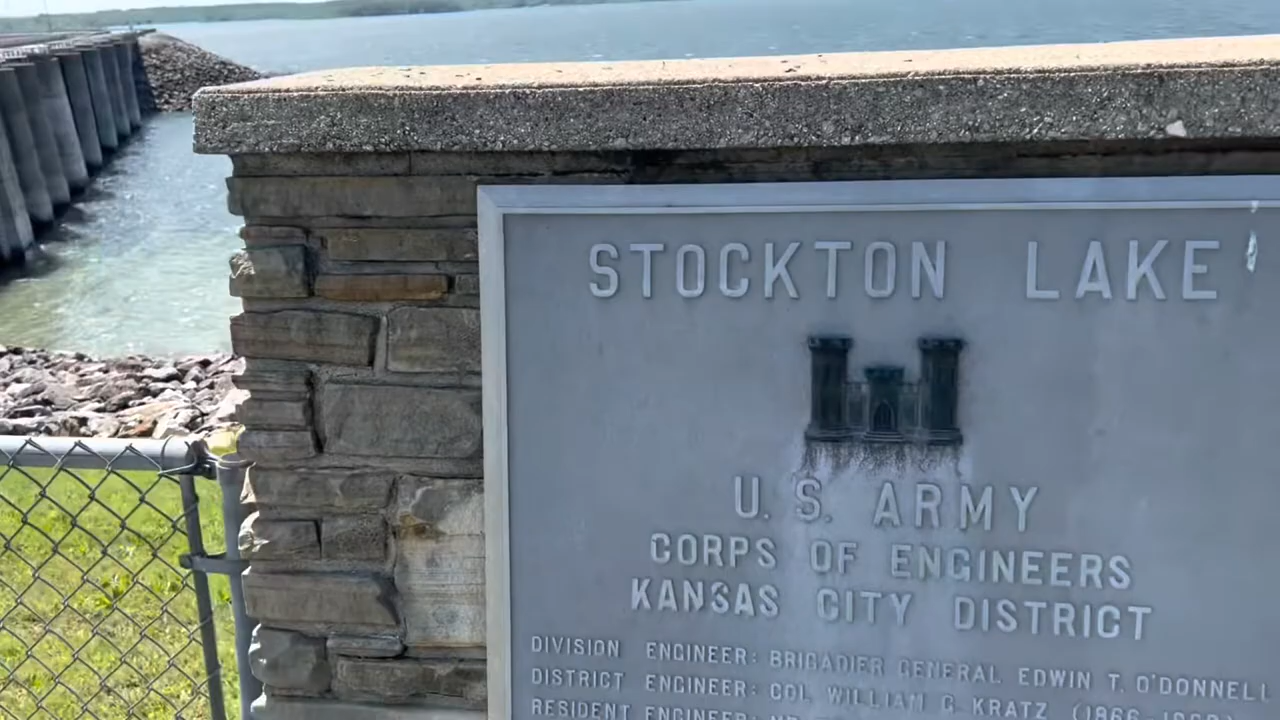 STOCKTON LAKE
U. S. ARMY
CORPS OF ENGINEERS
KANSAS CITY DISTRICT
DIVISION ENGINEER: BRIGADIER GENERAL EDWIN T. O'DONNELL
DISTRICT ENGINEER: COL. WILLIAM G. KRATZ
RESIDENT ENGINEER: